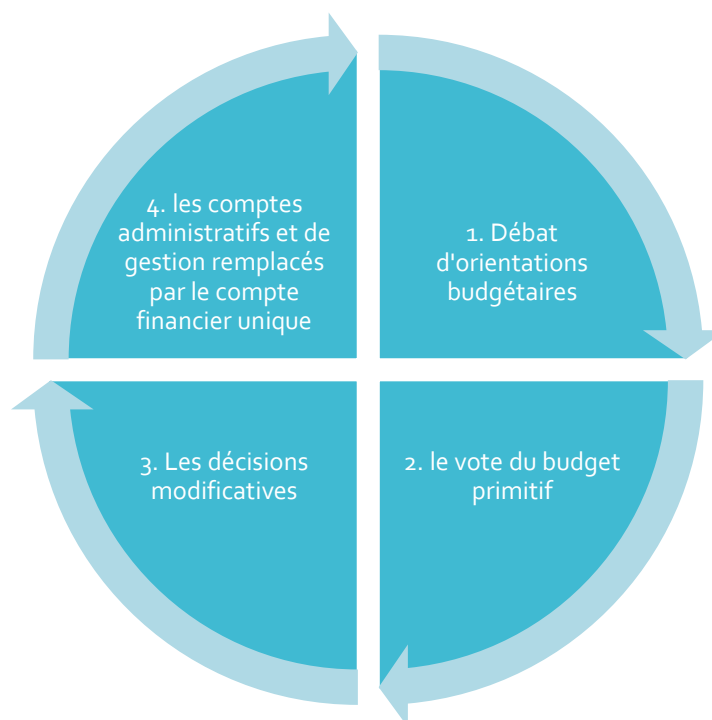 1. Débat
d'orientations
budgétaires
2. le vote du budget
primitif
3. Les décisions
modificatives
4. les comptes
administratifs et de
gestion remplacés
par le compte
financier unique